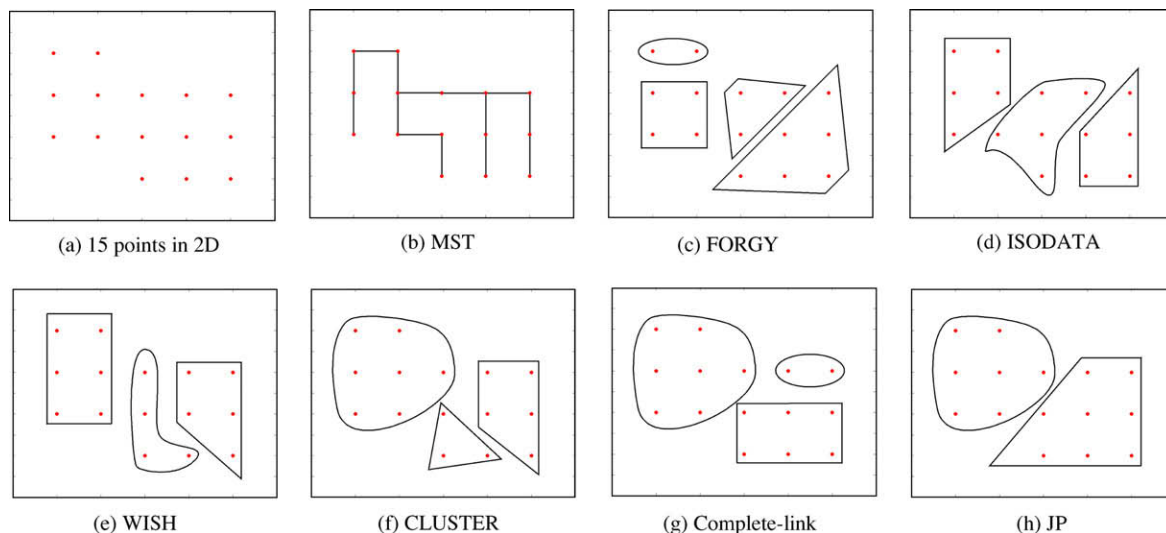 (a) 15 points in 2D
(b) MST
(c) FORGY
(d) ISODATA
(e) WISH
(f) CLUSTER
(g) Complete-link
(h) JP